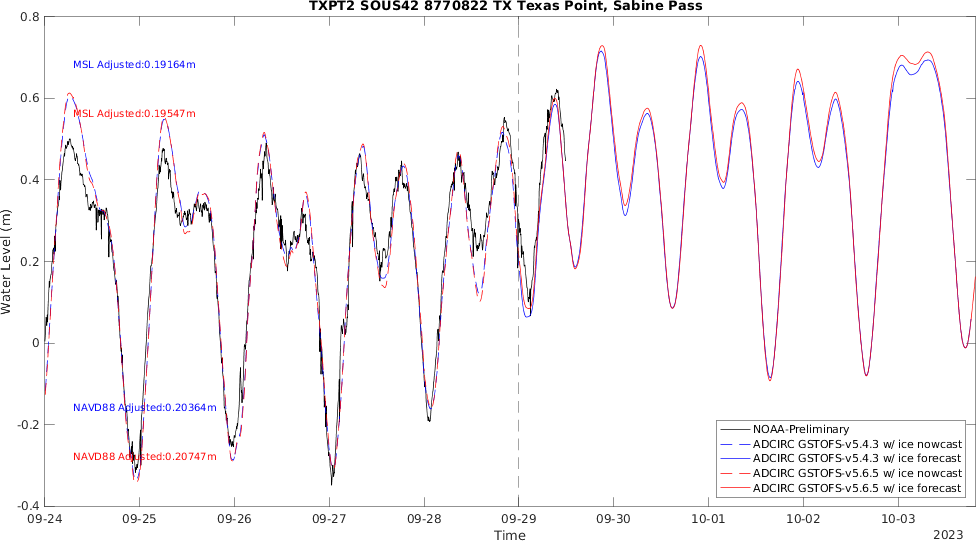 TXPT2 SOUS42 8770822 TX Texas Point, Sabine Pass
0.8
0.6
0.4
0.2
0
-0.2
-0.4
Water Level (m)
MSL Adjusted:0.19164m
MSL Adjusted:0.19547m
NAVD88 Adjusted:0.20364m
NAVD88 Adjusted:0.20747m
NOAA-Preliminary
ADCIRC GSTOFS-v5.4.3 w/ ice nowcast
ADCIRC GSTOFS-v5.4.3 w/ ice forecast
ADCIRC GSTOFS-v5.6.5 w/ ice nowcast
ADCIRC GSTOFS-v5.6.5 w/ ice forecast
09-24 09-25 09-26 09-27 09-28 09-29 09-30 10-01 10-02 10-03
Time
2023